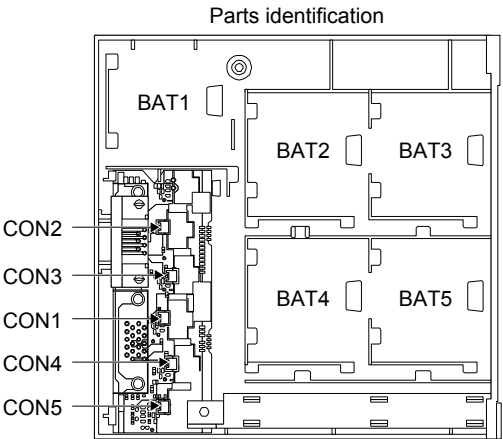 Parts identification
BAT1
BAT2
BAT3
CON2
CON3
CON1
BAT4
BAT5
CON4
CON5